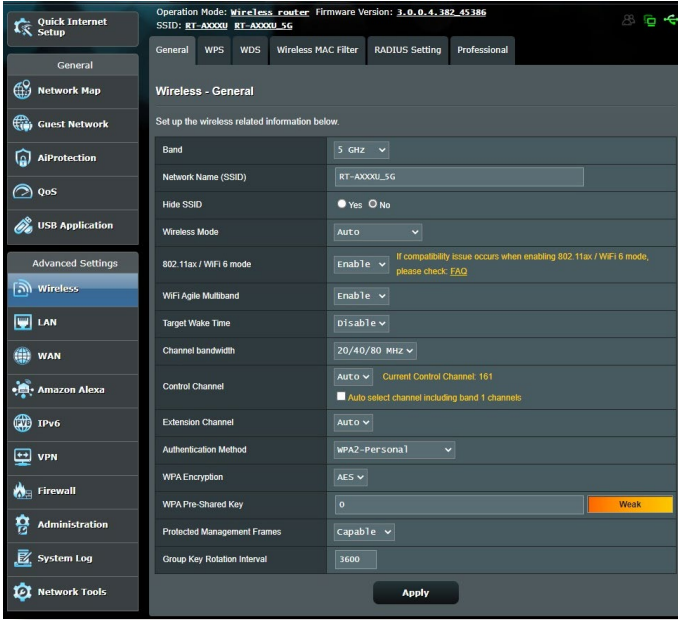 Quick Internet
Setup
Operation Mode: Wireless router Firmware Version: 3.0.0.4.382_45386
SSID: RT-AXXXU RT-AXXXU_5G
General WPS WDS Wireless MAC Filter RADIUS Setting Professional
General
Network Map
Guest Network
AiProtection
QoS
USB Application
Advanced Settings
Wireless
LAN
WAN
Amazon Alexa
IPv6
VPN
Firewall
Administration
System Log
Network Tools
Wireless - General
Set up the wireless related information below.
Band 5 GHz
Network Name (SSID) RT-AXXXU_5G
Hide SSID Yes No
Wireless Mode Auto
802.11ax / WiFi 6 mode Enable If compatibility issue occurs when enabling 802.11ax / WiFi 6 mode,
please check: FAQ
WiFi Agile Multiband Enable
Target Wake Time Disable
Channel bandwidth 20/40/80 MHz
Control Channel Auto Current Control Channel: 161
Auto select channel including band 1 channels
Extension Channel Auto
Authentication Method WPA2-Personal
WPA Encryption AES
WPA Pre-Shared Key 0 Weak
Protected Management Frames Capable
Group Key Rotation Interval 3600
Apply